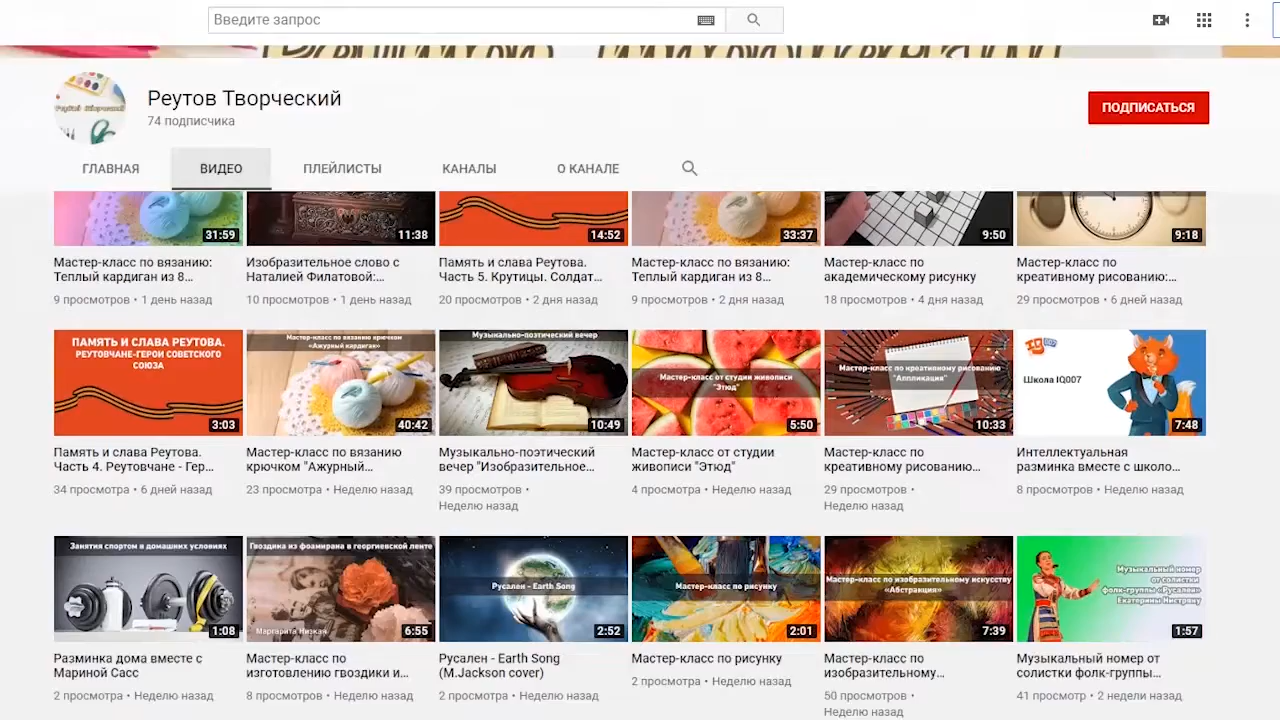 Введите запрос
Реутов Творческий
74 подписчика
ПОДПИСАТЬСЯ
ГЛАВНАЯ
ВИДЕО
ПЛЕЙЛИСТЫ
КАНАЛЫ
О КАНАЛЕ
31:59
11:38
14:52
33:37
9:50
9:18
Мастер-класс по вязанию:
Теплый кардиган из 8...
9 просмотров • 1 день назад
Изобразительное слово с
Наталией Филатовой:...
10 просмотров • 1 день назад
Память и слава Реутова.
Часть 5. Крутицы. Солдат...
20 просмотров • 2 дня назад
Мастер-класс по вязанию:
Теплый кардиган из 8...
9 просмотров • 2 дня назад
Мастер-класс по
академическому рисунку
18 просмотров • 4 дня назад
Мастер-класс по
креативному рисованию:...
29 просмотров • 6 дней назад
ПАМЯТЬ И СЛАВА РЕУТОВА.
РЕУТОВЧАНЕ-ГЕРОИ СОВЕТСКОГО
СОЮЗА
3:03
Мастер-класс по вязанию крючком
«Ажурный кардиган»
40:42
Музыкально-поэтический вечер
10:49
Мастер-класс от студии живописи
"Этюд"
5:50
Мастер-класс по креативному рисованию
"Аппликация"
10:33
IQ 007
Школа IQ007
7:48
Память и слава Реутова.
Часть 4. Реутовчане - Гер...
34 просмотра • 6 дней назад
Мастер-класс по вязанию
крючком "Ажурный...
23 просмотра • Неделю назад
Музыкально-поэтический
вечер "Изобразительное...
39 просмотров •
Неделю назад
Мастер-класс от студии
живописи "Этюд"
4 просмотра • Неделю назад
Мастер-класс по
креативному рисованию...
29 просмотров •
Неделю назад
Интеллектуальная
разминка вместе с школо...
8 просмотров • Неделю назад
Занятия спортом в домашних условиях
1:08
Гвоздика из фоамирана в георгиевской ленте
Маргарита Низкая
6:55
Русален - Earth Song
2:52
Мастер-класс по рисунку
2:01
Мастер-класс по изобразительному искусству
«Абстракция»
7:39
Музыкальный номер
от солистки
фолк-группы «Русален»
Екатерины Нистряну
1:57
Разминка дома вместе с
Мариной Сасс
2 просмотра • Неделю назад
Мастер-класс по
изготовлению гвоздики и...
8 просмотров • Неделю назад
Русален - Earth Song
(M.Jackson cover)
2 просмотра • Неделю назад
Мастер-класс по рисунку
2 просмотра • Неделю назад
Мастер-класс по
изобразительному...
50 просмотров •
Неделю назад
Музыкальный номер от
солистки фолк-группы...
41 просмотр • 2 недели назад